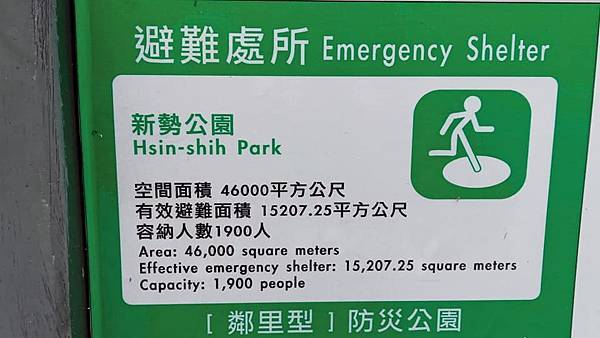 避難處所 Emergency Shelter
新勢公園
Hsin-shih Park
空間面積 46000平方公尺
有效避難面積 15207.25平方公尺
容納人數1900人
Area: 46,000 square meters
Effective emergency shelter: 15,207.25 square meters
Capacity: 1,900 people
[ 鄰里型 ] 防災公園